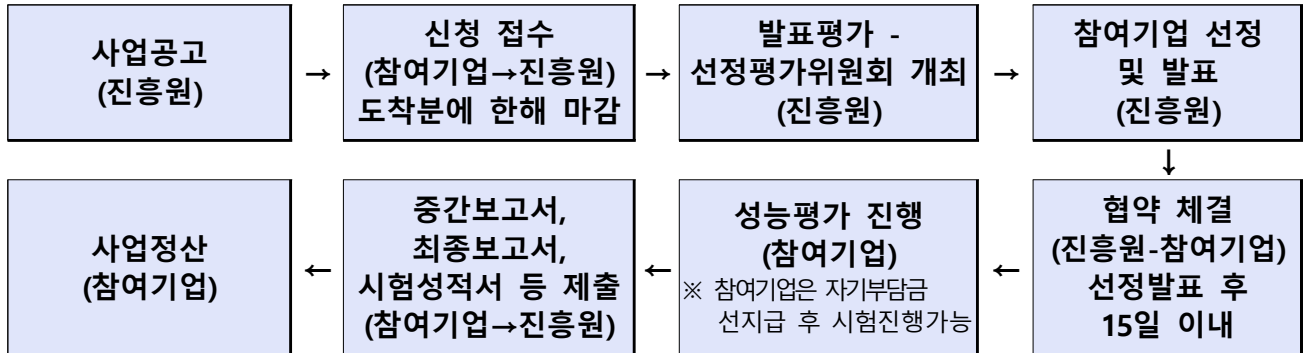 사업공고
(진흥원)
→
신청 접수
(참여기업→진흥원)
도착분에 한해 마감
→
발표평가 -
선정평가위원회 개최
(진흥원)
→
참여기업 선정
및 발표
(진흥원)
↓
협약 체결
(진흥원-참여기업)
선정발표 후
15일 이내
←
성능평가 진행
(참여기업)
※ 참여기업은 자기부담금
선지급 후 시험진행가능
←
중간보고서,
최종보고서,
시험성적서 등 제출
(참여기업→진흥원)
←
사업정산
(참여기업)